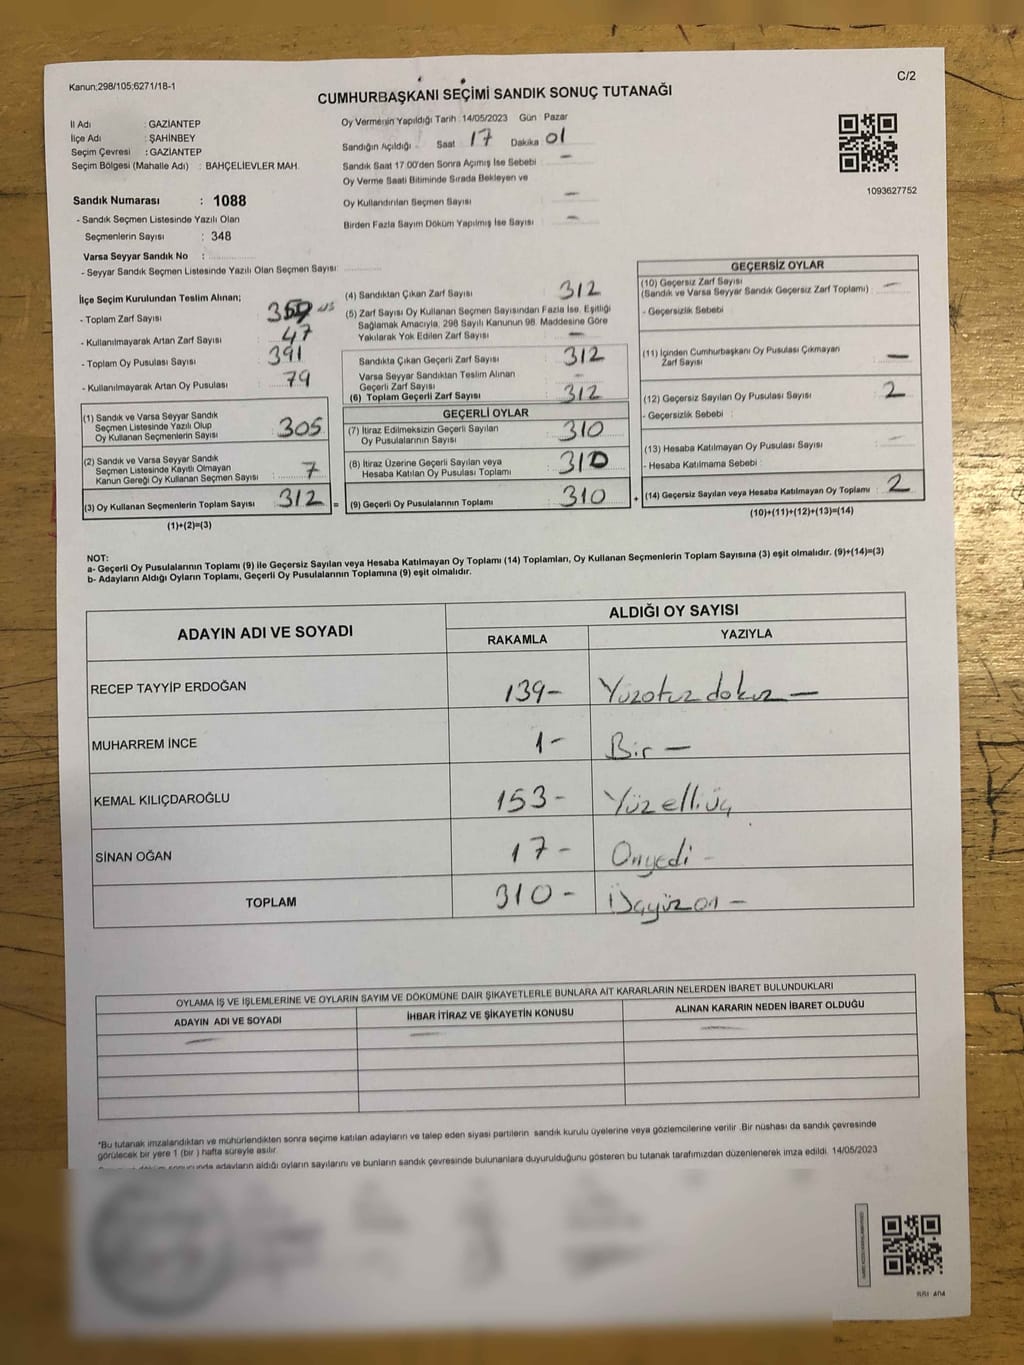 Kanun;298/105;6271/18-1
C/2
CUMHURBAŞKANI SEÇİMİ SANDIK SONUÇ TUTANAĞI
İl Adı : GAZİANTEP
İlçe Adı : ŞAHİNBEY
Seçim Çevresi : GAZİANTEP
Seçim Bölgesi (Mahalle Adı) : BAHÇELİEVLER MAH.
Oy Vermenin Yapıldığı Tarih : 14/05/2023 Gün Pazar
Sandığın Açıldığı Saat 17 Dakika 01
Sandık Saat 17.00'den Sonra Açımış İse Sebebi : —
Oy Verme Saati Bitiminde Sırada Bekleyen ve
Oy Kullandırılan Seçmen Sayısı : —
Birden Fazla Sayım Döküm Yapılmış İse Sayısı : —
1093627752
Sandık Numarası : 1088
- Sandık Seçmen Listesinde Yazılı Olan
Seçmenlerin Sayısı : 348
Varsa Seyyar Sandık No :
- Seyyar Sandık Seçmen Listesinde Yazılı Olan Seçmen Sayısı:
İlçe Seçim Kurulundan Teslim Alınan;
- Toplam Zarf Sayısı :
- Kullanılmayarak Artan Zarf Sayısı : 47
- Toplam Oy Pusulası Sayısı : 391
- Kullanılmayarak Artan Oy Pusulası : 79
(1) Sandık ve Varsa Seyyar Sandık
Seçmen Listesinde Yazılı Olup
Oy Kullanan Seçmenlerin Sayısı : 305
(2) Sandık ve Varsa Seyyar Sandık
Seçmen Listesinde Kayıtlı Olmayan
Kanun Gereği Oy Kullanan Seçmen Sayısı : 7
(3) Oy Kullanan Seçmenlerin Toplam Sayısı : 312 =
(1)+(2)=(3)
(4) Sandıktan Çıkan Zarf Sayısı : 312
(5) Zarf Sayısı Oy Kullanan Seçmen Sayısından Fazla İse, Eşitliği
Sağlamak Amacıyla, 298 Sayılı Kanunun 98. Maddesine Göre
Yakılarak Yok Edilen Zarf Sayısı : —
Sandıkta Çıkan Geçerli Zarf Sayısı : 312
Varsa Seyyar Sandıktan Teslim Alınan
Geçerli Zarf Sayısı : —
(6) Toplam Geçerli Zarf Sayısı : 312
GEÇERLİ OYLAR
(7) İtiraz Edilmeksizin Geçerli Sayılan
Oy Pusulalarının Sayısı : 310
(8) İtiraz Üzerine Geçerli Sayılan veya
Hesaba Katılan Oy Pusulası Toplamı : 310
(9) Geçerli Oy Pusulalarının Toplamı : 310 +
GEÇERSİZ OYLAR
(10) Geçersiz Zarf Sayısı : —
(Sandık ve Varsa Seyyar Sandık Geçersiz Zarf Toplamı)
- Geçersizlik Sebebi :
(11) İçinden Cumhurbaşkanı Oy Pusulası Çıkmayan
Zarf Sayısı : —
(12) Geçersiz Sayılan Oy Pusulası Sayısı : 2
- Geçersizlik Sebebi :
(13) Hesaba Katılmayan Oy Pusulası Sayısı : —
- Hesaba Katılmama Sebebi :
(14) Geçersiz Sayılan veya Hesaba Katılmayan Oy Toplamı : 2
(10)+(11)+(12)+(13)=(14)
NOT:
a- Geçerli Oy Pusulalarının Toplamı (9) ile Geçersiz Sayılan veya Hesaba Katılmayan Oy Toplamı (14) Toplamları, Oy Kullanan Seçmenlerin Toplam Sayısına (3) eşit olmalıdır. (9)+(14)=(3)
b- Adayların Aldığı Oyların Toplamı, Geçerli Oy Pusulalarının Toplamına (9) eşit olmalıdır.
ADAYIN ADI VE SOYADI
ALDIĞI OY SAYISI
RAKAMLA YAZIYLA
RECEP TAYYİP ERDOĞAN 139- Yüzotuz dokuz —
MUHARREM İNCE 1- Bir —
KEMAL KILIÇDAROĞLU 153- Yüz elli üç
SİNAN OĞAN 17- Onyedi -
TOPLAM 310- Üçyüz on -
OYLAMA İŞ VE İŞLEMLERİNE VE OYLARIN SAYIM VE DÖKÜMÜNE DAİR ŞİKAYETLERLE BUNLARA AİT KARARLARIN NELERDEN İBARET BULUNDUKLARI
ADAYIN ADI VE SOYADI İHBAR İTİRAZ VE ŞİKAYETİN KONUSU ALINAN KARARIN NEDEN İBARET OLDUĞU
— — —
*Bu tutanak imzalandıktan ve mühürlendikten sonra seçime katılan adayların ve talep eden siyasi partilerin sandık kurulu üyelerine veya gözlemcilerine verilir .Bir nüshası da sandık çevresinde
görülecek bir yere 1 (bir ) hafta süreyle asılır.
adayların aldığı oyların sayılarını ve bunların sandık çevresinde bulunanlara duyurulduğunu gösteren bu tutanak tarafımızdan düzenlenerek imza edildi. 14/05/2023